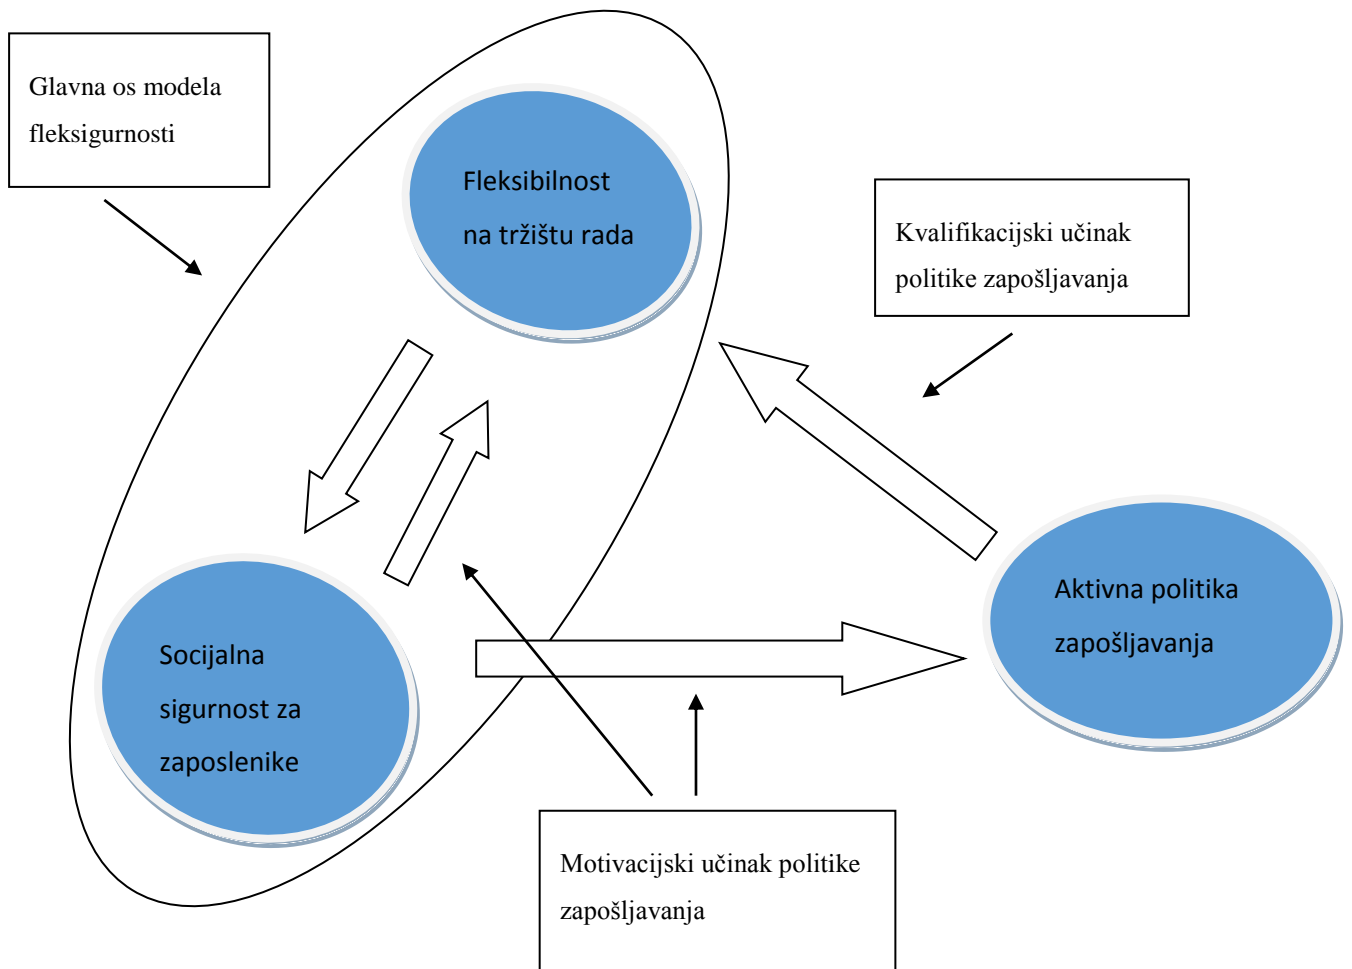 Glavna os modela
fleksigurnosti
Fleksibilnost
na tržištu rada
Kvalifikacijski učinak
politike zapošljavanja
Aktivna politika
zapošljavanja
Socijalna
sigurnost za
zaposlenike
Motivacijski učinak politike
zapošljavanja